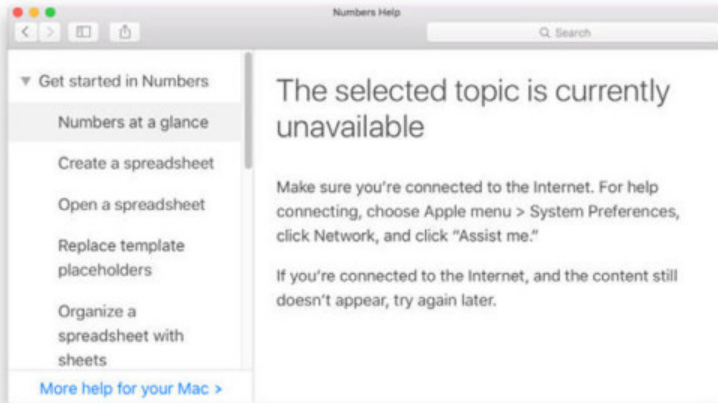 Numbers Help
Search
Get started in Numbers
Numbers at a glance
Create a spreadsheet
Open a spreadsheet
Replace template
placeholders
Organize a
spreadsheet with
sheets
More help for your Mac >
The selected topic is currently
unavailable
Make sure you’re connected to the Internet. For help
connecting, choose Apple menu > System Preferences,
click Network, and click “Assist me.”
If you’re connected to the Internet, and the content still
doesn’t appear, try again later.